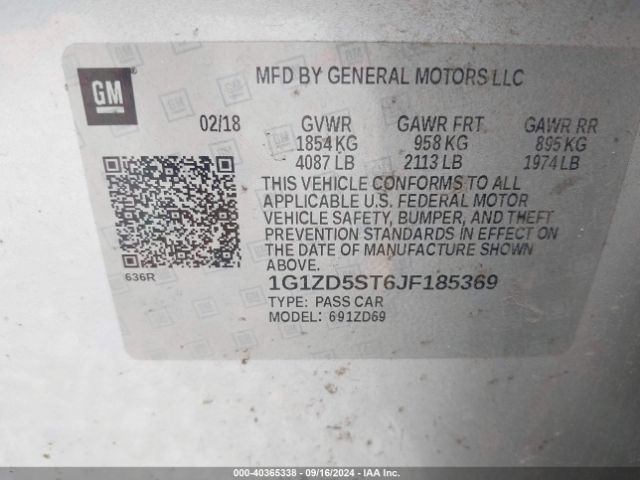 GM
MFD BY GENERAL MOTORS LLC
02/18 GVWR GAWR FRT GAWR RR
1854 KG 958 KG 895 KG
4087 LB 2113 LB 1974 LB
THIS VEHICLE CONFORMS TO ALL
APPLICABLE U.S. FEDERAL MOTOR
VEHICLE SAFETY, BUMPER, AND THEFT
PREVENTION STANDARDS IN EFFECT ON
THE DATE OF MANUFACTURE SHOWN
ABOVE.
636R
1G1ZD5ST6JF185369
TYPE: PASS CAR
MODEL: 691ZD69
000-40365338 - 09/16/2024 - IAA Inc.